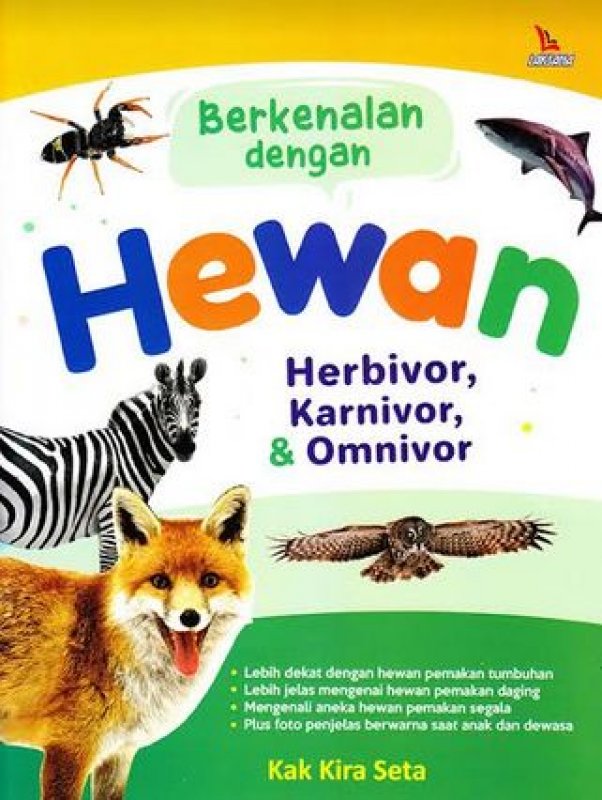 LAKSANA
Berkenalan
dengan
Hewan
Herbivor,
Karnivor,
& Omnivor
• Lebih dekat dengan hewan pemakan tumbuhan
• Lebih jelas mengenai hewan pemakan daging
• Mengenali aneka hewan pemakan segala
• Plus foto penjelas berwarna saat anak dan dewasa
Kak Kira Seta